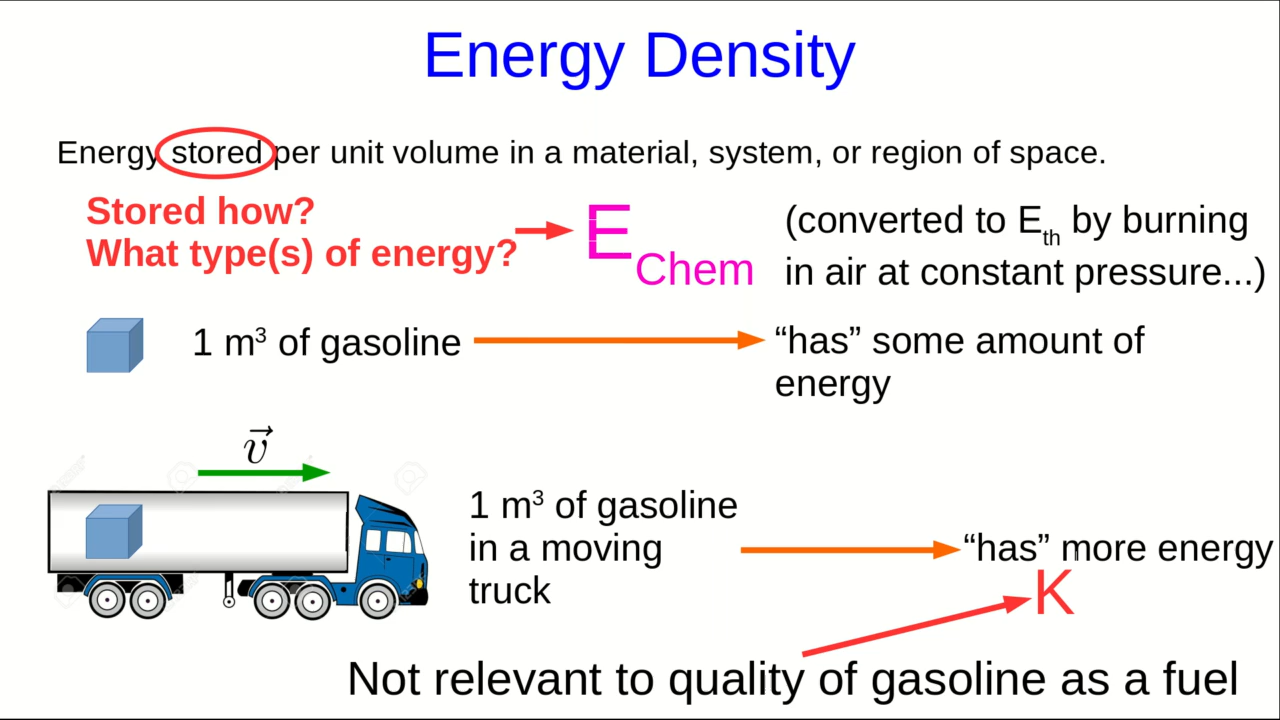 Energy Density
Energy stored per unit volume in a material, system, or region of space.
Stored how?
What type(s) of energy?
E Chem
(converted to E th by burning
in air at constant pressure...)
1 m³ of gasoline
“has” some amount of
energy
v⃗
1 m³ of gasoline
in a moving
truck
“has” more energy
K
Not relevant to quality of gasoline as a fuel